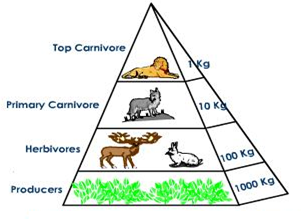 Top Carnivore
1 Kg
Primary Carnivore
10 Kg
Herbivores
100 Kg
Producers
1000 Kg